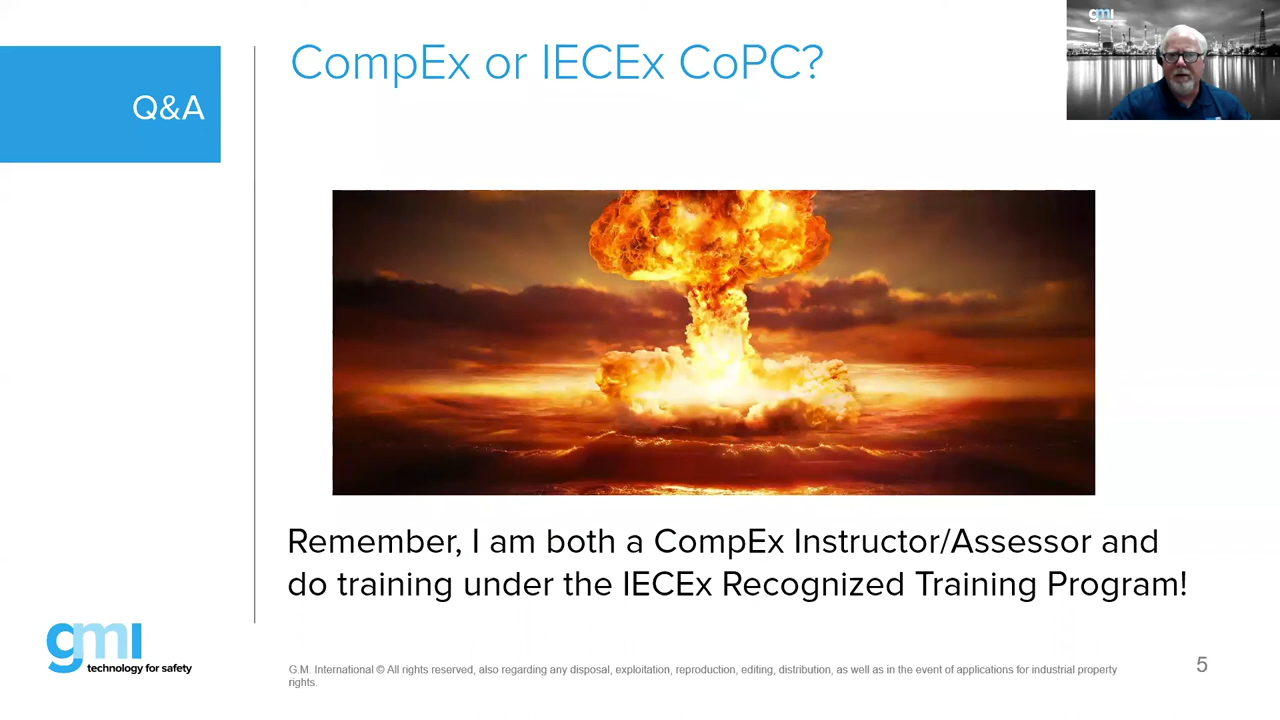 CompEx or IECEx CoPC?
gmi
Q&A
Remember, I am both a CompEx Instructor/Assessor and
do training under the IECEx Recognized Training Program!
gmi
technology for safety
G.M. International © All rights reserved, also regarding any disposal, exploitation, reproduction, editing, distribution, as well as in the event of applications for industrial property
rights.
5